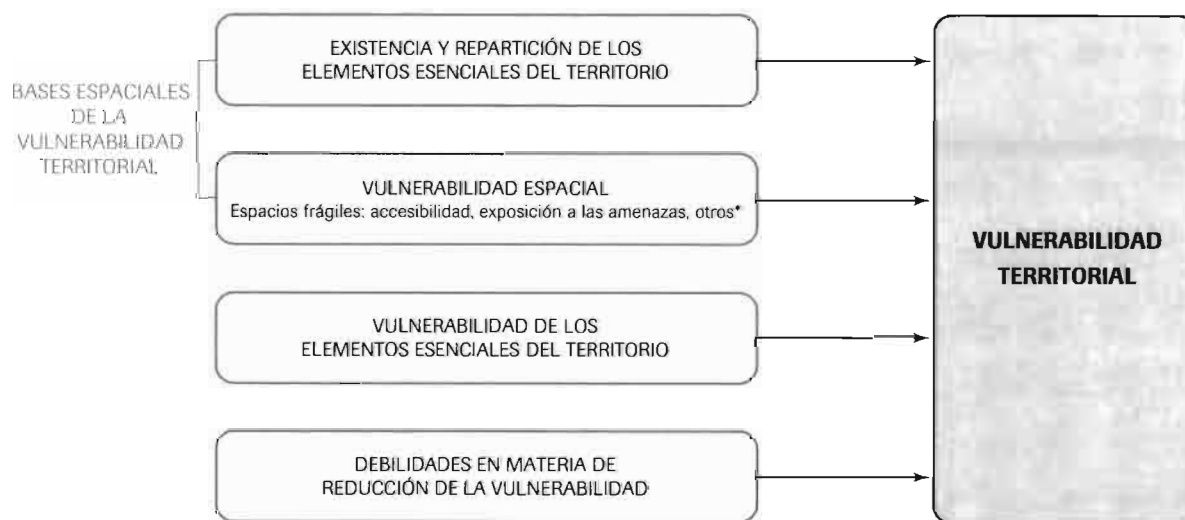 EXISTENCIA Y REPARTICIÓN DE LOS
ELEMENTOS ESENCIALES DEL TERRITORIO
BASES ESPACIALES
DE LA
VULNERABILIDAD
TERRITORIAL
VULNERABILIDAD ESPACIAL
Espacios frágiles: accesibilidad, exposición a las amenazas, otros*
VULNERABILIDAD DE LOS
ELEMENTOS ESENCIALES DEL TERRITORIO
DEBILIDADES EN MATERIA DE
REDUCCIÓN DE LA VULNERABILIDAD
VULNERABILIDAD
TERRITORIAL